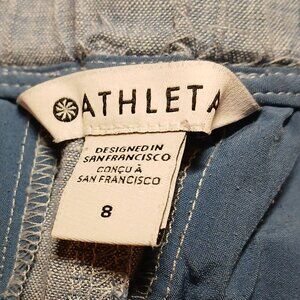 ATHLETA
DESIGNED IN
SAN FRANCISCO
CONÇU À
SAN FRANCISCO
8